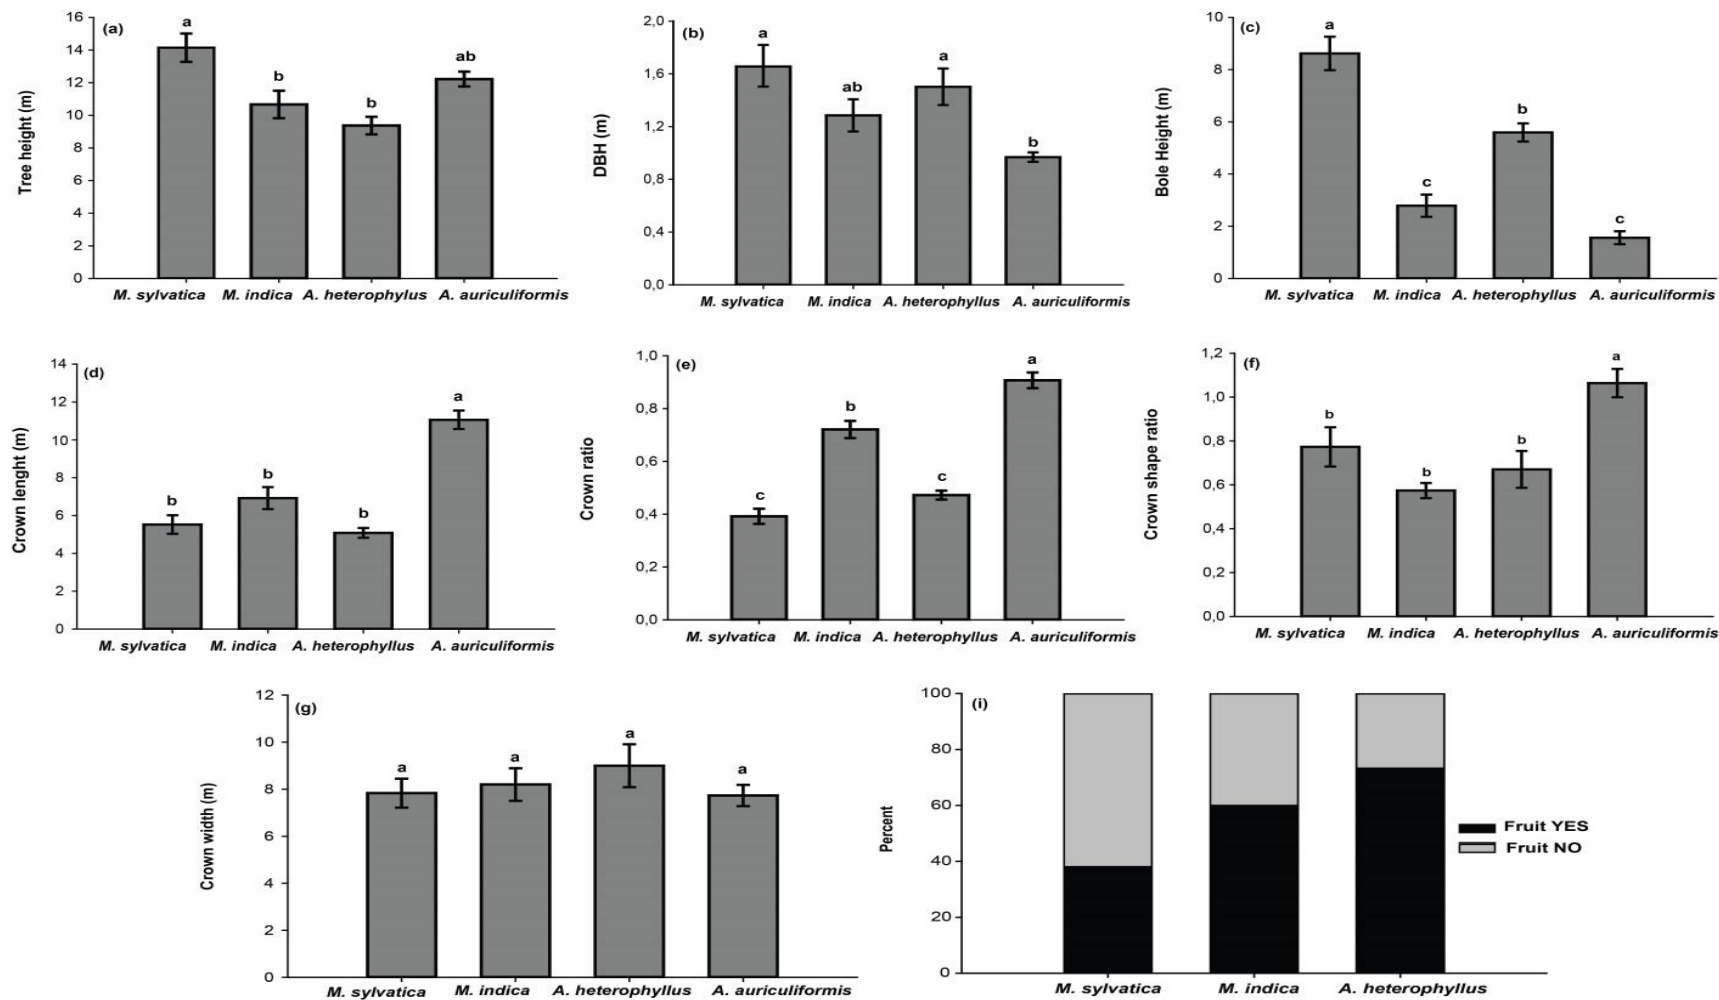 (a)
Tree height (m)
16
14
12
10
8
6
4
2
0
a
b
b
ab
M. sylvatica M. indica A. heterophylus A. auriculiformis
(b)
DBH (m)
2,0
1,6
1,2
0,8
0,4
0,0
a
ab
a
b
M. sylvatica M. indica A. heterophyllus A. auriculiformis
(c)
Bole Height (m)
10
8
6
4
2
0
a
c
b
c
M. sylvatica M. indica A. heterophyllus A. auriculiformis
(d)
Crown lenght (m)
14
12
10
8
6
4
2
0
b
b
b
a
M. sylvatica M. indica A. heterophyllus A. auriculiformis
(e)
Crown ratio
1,0
0,8
0,6
0,4
0,2
0,0
c
b
c
a
M. sylvatica M. indica A. heterophyllus A. auriculiformis
(f)
Crown shape ratio
1,2
1,0
0,8
0,6
0,4
0,2
0,0
b
b
b
a
M. sylvatica M. indica A. heterophyllus A. auriculiformis
(g)
Crown width (m)
12
10
8
6
4
2
0
a
a
a
a
M. sylvatica M. indica A. heterophyllus A. auriculiformis
(i)
Percent
100
80
60
40
20
0
M. sylvatica M. indica A. heterophyllus
Fruit YES
Fruit NO